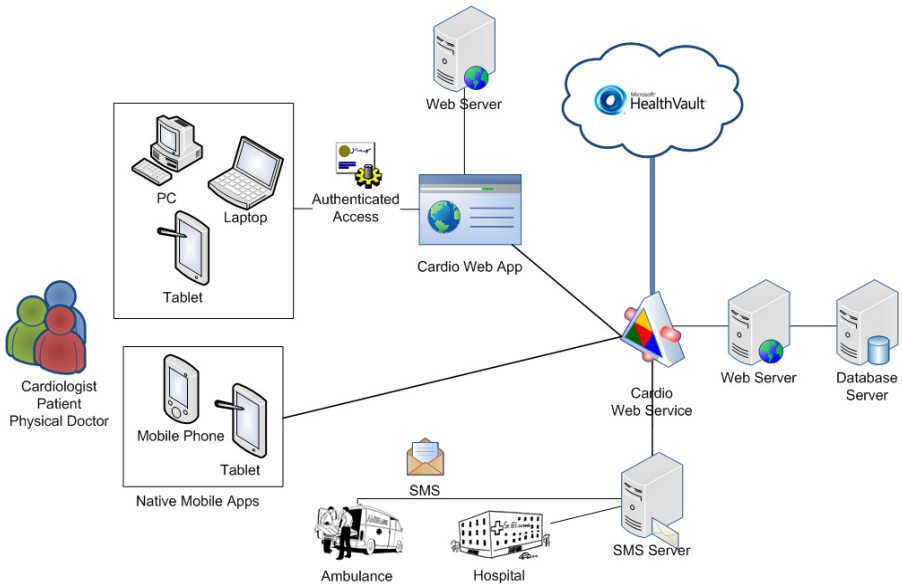 Web Server
Microsoft
HealthVault
PC
Laptop
Tablet
Authenticated
Access
Cardio Web App
Cardiologist
Patient
Physical Doctor
Mobile Phone
Tablet
Native Mobile Apps
Cardio
Web Service
Web Server
Database
Server
SMS
SMS Server
AMBULANCE
Ambulance
Hospital